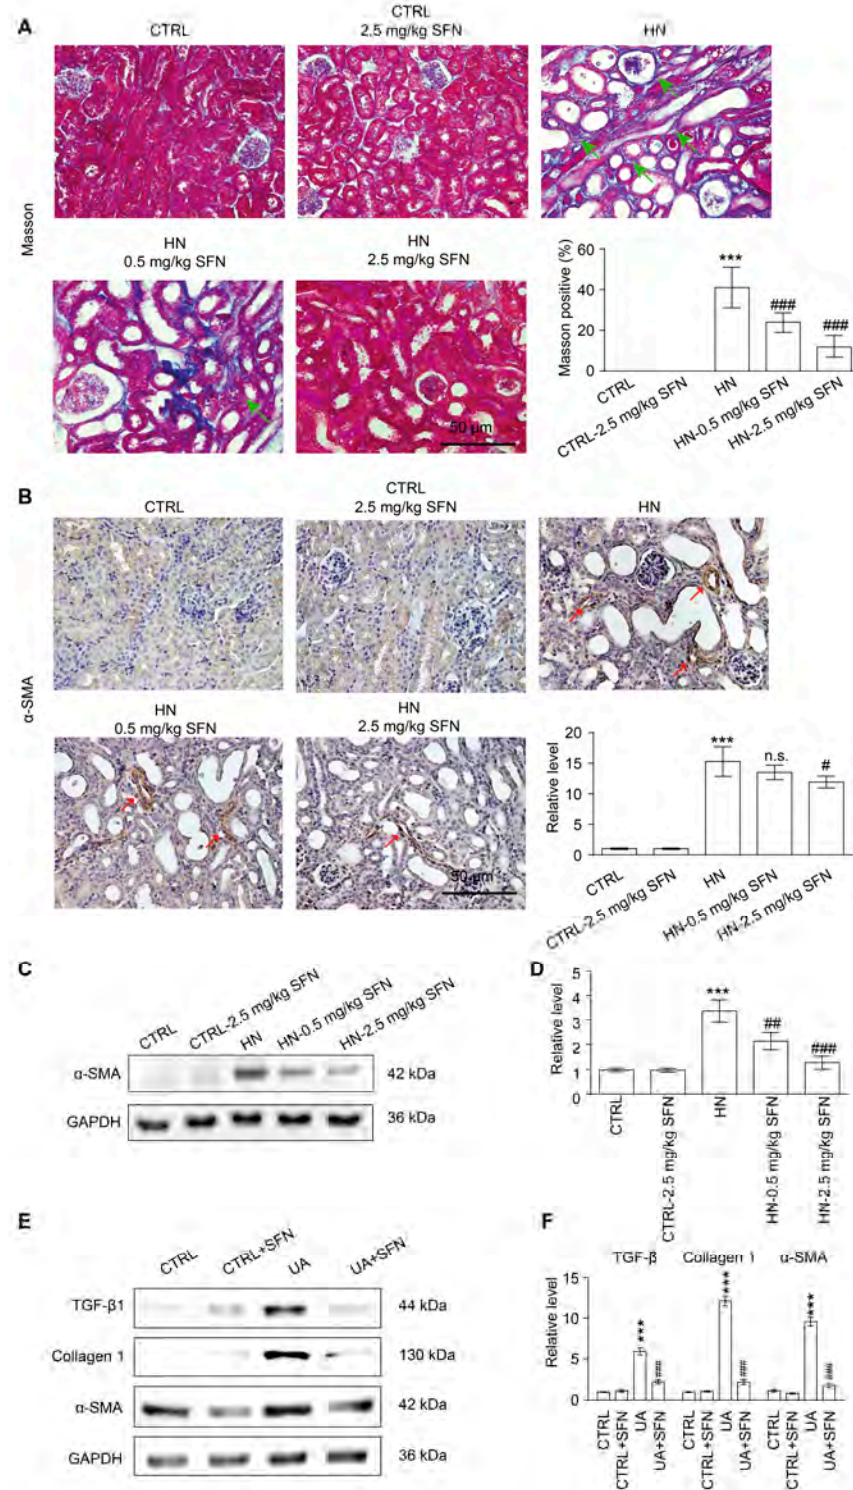 A
CTRL
CTRL
2.5 mg/kg SFN
HN
Masson
HN
0.5 mg/kg SFN
HN
2.5 mg/kg SFN
50 µm
Masson positive (%)
60
40
20
0
***
###
###
CTRL
CTRL-2.5 mg/kg SFN
HN
HN-0.5 mg/kg SFN
HN-2.5 mg/kg SFN
B
CTRL
CTRL
2.5 mg/kg SFN
HN
α-SMA
HN
0.5 mg/kg SFN
HN
2.5 mg/kg SFN
50 µm
Relative level
20
15
10
5
0
***
n.s.
#
CTRL
CTRL-2.5 mg/kg SFN
HN
HN-0.5 mg/kg SFN
HN-2.5 mg/kg SFN
C
CTRL
CTRL-2.5 mg/kg SFN
HN
HN-0.5 mg/kg SFN
HN-2.5 mg/kg SFN
α-SMA
42 kDa
GAPDH
36 kDa
D
Relative level
5
4
3
2
1
0
***
##
###
CTRL
CTRL-2.5 mg/kg SFN
HN
HN-0.5 mg/kg SFN
HN-2.5 mg/kg SFN
E
CTRL
CTRL+SFN
UA
UA+SFN
TGF-β1
44 kDa
Collagen 1
130 kDa
α-SMA
42 kDa
GAPDH
36 kDa
F
TGF-β
Collagen 1
α-SMA
Relative level
15
10
5
0
***
###
***
###
***
###
CTRL
CTRL+SFN
UA
UA+SFN
CTRL
CTRL+SFN
UA
UA+SFN
CTRL
CTRL+SFN
UA
UA+SFN